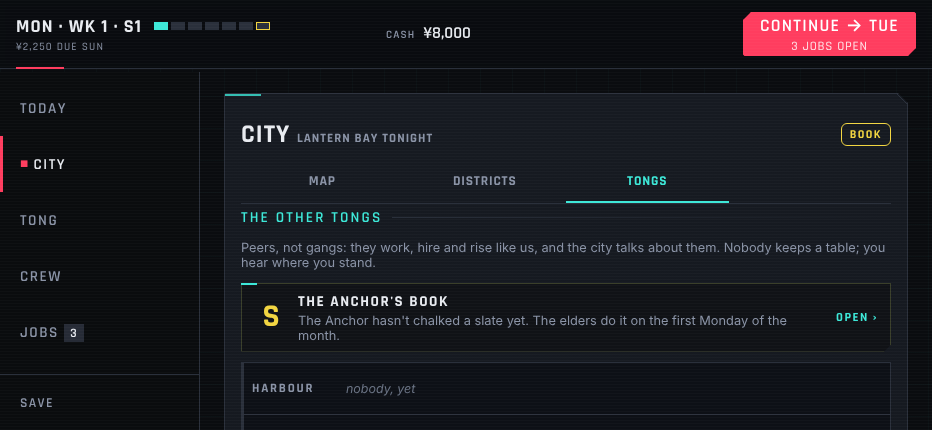 MON · WK 1 · S1
¥2,250 DUE SUN
CASH ¥8,000
CONTINUE → TUE
3 JOBS OPEN
TODAY
CITY
TONG
CREW
JOBS 3
SAVE
CITY LANTERN BAY TONIGHT
BOOK
MAP
DISTRICTS
TONGS
THE OTHER TONGS
Peers, not gangs: they work, hire and rise like us, and the city talks about them. Nobody keeps a table; you
hear where you stand.
S
THE ANCHOR'S BOOK
The Anchor hasn't chalked a slate yet. The elders do it on the first Monday of the
month.
OPEN ›
HARBOUR nobody, yet